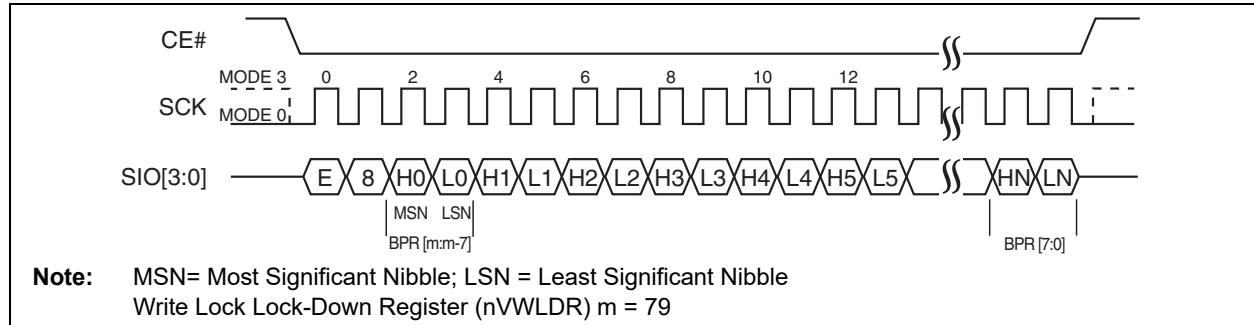 CE#
MODE 3 0 2 4 6 8 10 12
SCK
MODE 0
SIO[3:0] E 8 H0 L0 H1 L1 H2 L2 H3 L3 H4 L4 H5 L5 HN LN
MSN LSN
BPR [m:m-7] BPR [7:0]
Note: MSN= Most Significant Nibble; LSN = Least Significant Nibble
Write Lock Lock-Down Register (nVWLDR) m = 79